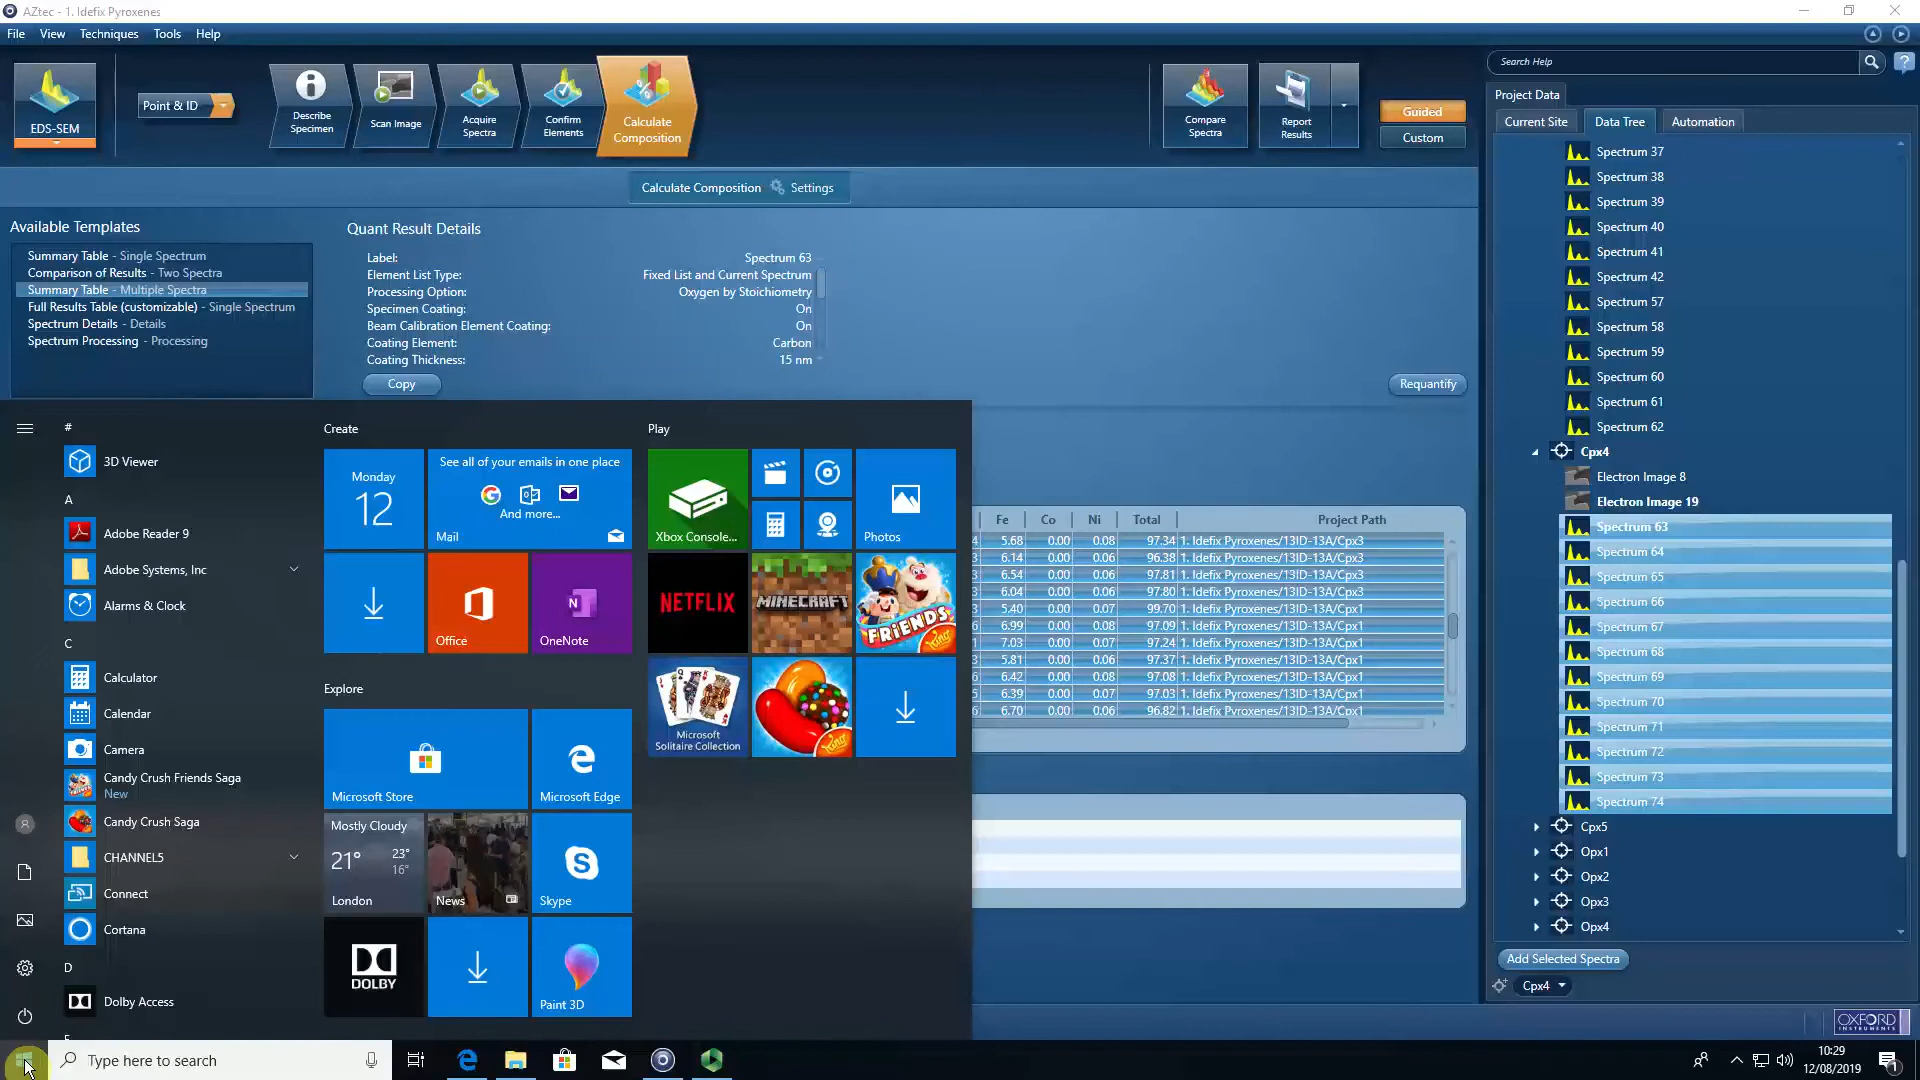 AZtec - 1. Idefix Pyroxenes
File View Techniques Tools Help
EDS-SEM
Point & ID
Describe Specimen
Scan Image
Acquire Spectra
Confirm Elements
Calculate Composition
Compare Spectra
Report Results
Guided
Custom
Search Help
Project Data
Current Site Data Tree Automation
Calculate Composition Settings
Available Templates
Summary Table - Single Spectrum
Comparison of Results - Two Spectra
Summary Table - Multiple Spectra
Full Results Table (customizable) - Single Spectrum
Spectrum Details - Details
Spectrum Processing - Processing
Quant Result Details
Label: Spectrum 63
Element List Type: Fixed List and Current Spectrum
Processing Option: Oxygen by Stoichiometry
Specimen Coating: On
Beam Calibration Element Coating: On
Coating Element: Carbon
Coating Thickness: 15 nm
Copy
Requantify
#
3D Viewer
A
Adobe Reader 9
Adobe Systems, Inc
Alarms & Clock
C
Calculator
Calendar
Camera
Candy Crush Friends Saga
New
Candy Crush Saga
CHANNEL5
Connect
Cortana
D
Dolby Access
Create
Monday
12
See all of your emails in one place
And more...
Mail
Office
N
OneNote
Explore
Microsoft Store
Microsoft Edge
Mostly Cloudy
21° 23°
16°
London
News
Skype
DOLBY
Paint 3D
Play
Xbox Console...
Photos
NETFLIX
MINECRAFT
FRIENDS
King
Microsoft
Solitaire Collection
King
Fe Co Ni Total Project Path
4 5.68 0.00 0.08 97.34 1. Idefix Pyroxenes/13ID-13A/Cpx3
3 6.14 0.00 0.06 96.38 1. Idefix Pyroxenes/13ID-13A/Cpx3
3 6.54 0.00 0.06 97.81 1. Idefix Pyroxenes/13ID-13A/Cpx3
3 6.04 0.00 0.06 97.80 1. Idefix Pyroxenes/13ID-13A/Cpx3
3 5.40 0.00 0.07 99.70 1. Idefix Pyroxenes/13ID-13A/Cpx1
6 6.99 0.00 0.08 97.09 1. Idefix Pyroxenes/13ID-13A/Cpx1
1 7.03 0.00 0.07 97.24 1. Idefix Pyroxenes/13ID-13A/Cpx1
3 5.81 0.00 0.06 97.37 1. Idefix Pyroxenes/13ID-13A/Cpx1
6 6.42 0.00 0.08 97.08 1. Idefix Pyroxenes/13ID-13A/Cpx1
5 6.39 0.00 0.07 97.03 1. Idefix Pyroxenes/13ID-13A/Cpx1
6 6.70 0.00 0.06 96.82 1. Idefix Pyroxenes/13ID-13A/Cpx1
Spectrum 37
Spectrum 38
Spectrum 39
Spectrum 40
Spectrum 41
Spectrum 42
Spectrum 57
Spectrum 58
Spectrum 59
Spectrum 60
Spectrum 61
Spectrum 62
Cpx4
Electron Image 8
Electron Image 19
Spectrum 63
Spectrum 64
Spectrum 65
Spectrum 66
Spectrum 67
Spectrum 68
Spectrum 69
Spectrum 70
Spectrum 71
Spectrum 72
Spectrum 73
Spectrum 74
Cpx5
Opx1
Opx2
Opx3
Opx4
Add Selected Spectra
Cpx4
OXFORD
INSTRUMENTS
Type here to search
10:29
12/08/2019
1